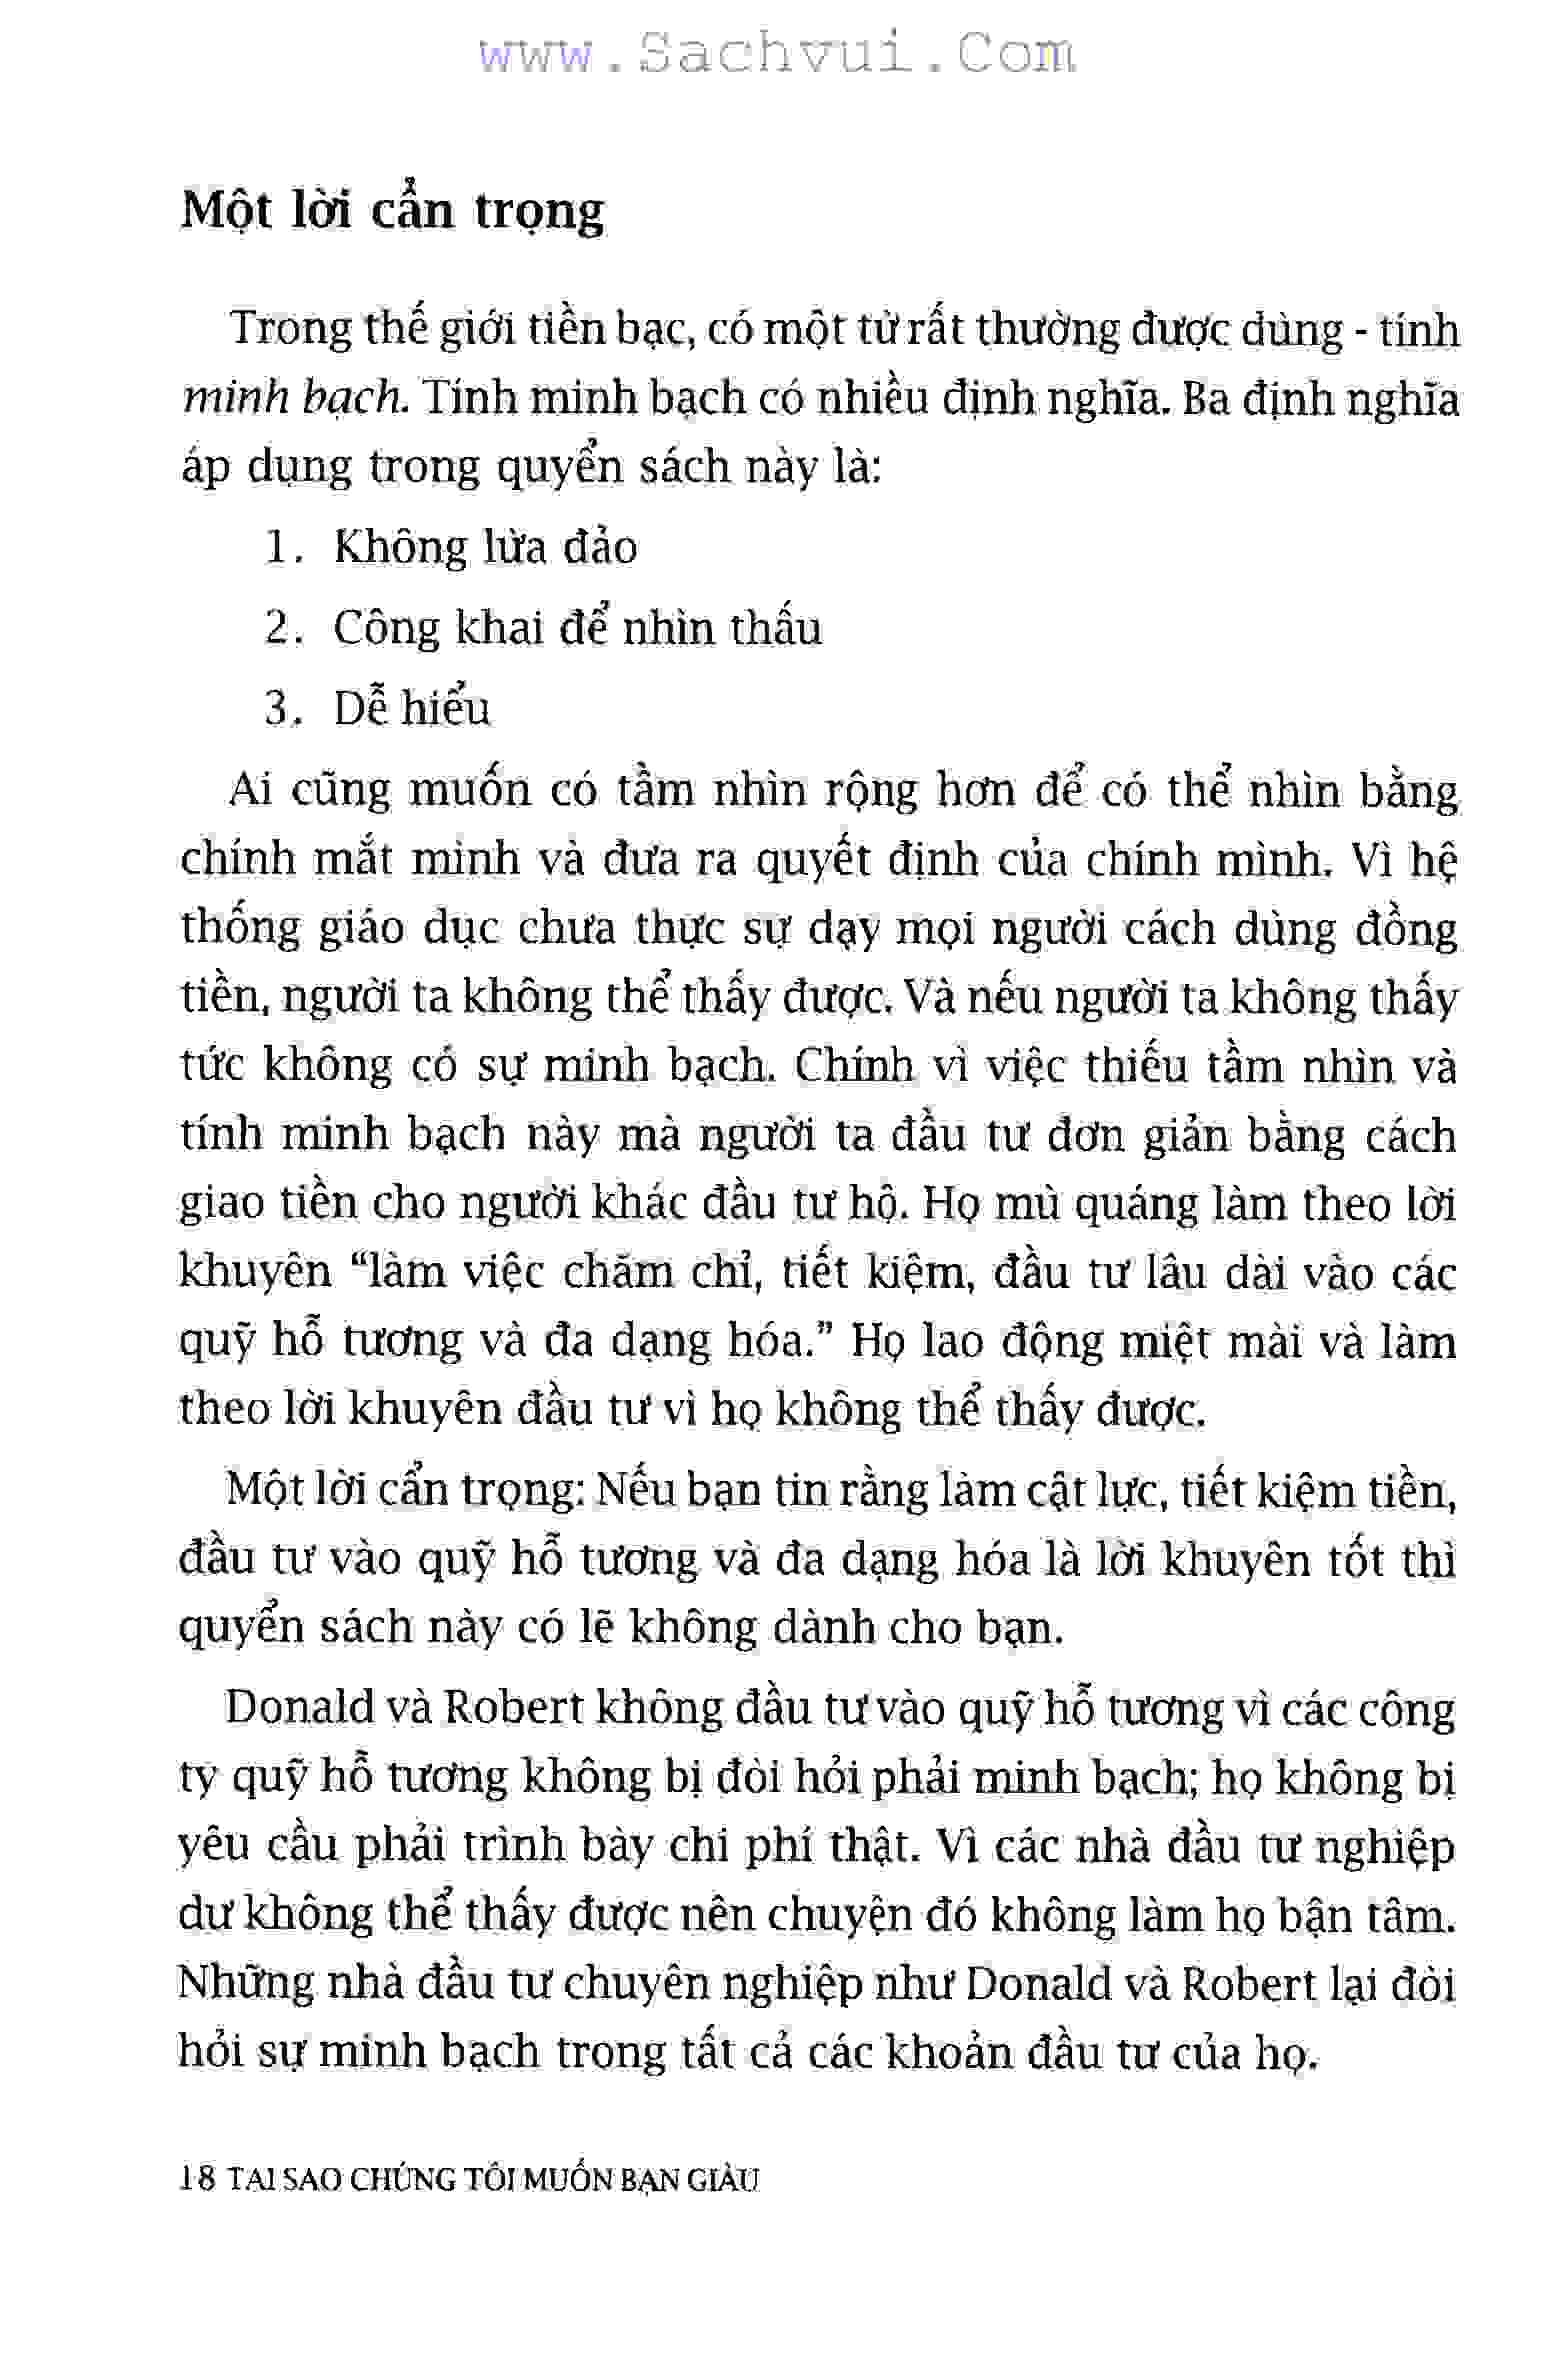 www.Sachvui.Com
Một lời cẩn trọng
Trong thế giới tiền bạc, có một từ rất thường được dùng - tính
minh bạch. Tính minh bạch có nhiều định nghĩa. Ba định nghĩa
áp dụng trong quyển sách này là:
1. Không lừa đảo
2. Công khai để nhìn thấu
3. Dễ hiểu
Ai cũng muốn có tầm nhìn rộng hơn để có thể nhìn bằng
chính mắt mình và đưa ra quyết định của chính mình. Vì hệ
thống giáo dục chưa thực sự dạy mọi người cách dùng đồng
tiền, người ta không thể thấy được. Và nếu người ta không thấy
tức không có sự minh bạch. Chính vì việc thiếu tầm nhìn và
tính minh bạch này mà người ta đầu tư đơn giản bằng cách
giao tiền cho người khác đầu tư hộ. Họ mù quáng làm theo lời
khuyên “làm việc chăm chỉ, tiết kiệm, đầu tư lâu dài vào các
quỹ hỗ tương và đa dạng hóa.” Họ lao động miệt mài và làm
theo lời khuyên đầu tư vì họ không thể thấy được.
Một lời cẩn trọng: Nếu bạn tin rằng làm cật lực, tiết kiệm tiền,
đầu tư vào quỹ hỗ tương và đa dạng hóa là lời khuyên tốt thì
quyển sách này có lẽ không dành cho bạn.
Donald và Robert không đầu tư vào quỹ hỗ tương vì các công
ty quỹ hỗ tương không bị đòi hỏi phải minh bạch; họ không bị
yêu cầu phải trình bày chi phí thật. Vì các nhà đầu tư nghiệp
dư không thể thấy được nên chuyện đó không làm họ bận tâm.
Những nhà đầu tư chuyên nghiệp như Donald và Robert lại đòi
hỏi sự minh bạch trong tất cả các khoản đầu tư của họ.
18 TẠI SAO CHÚNG TÔI MUỐN BẠN GIÀU